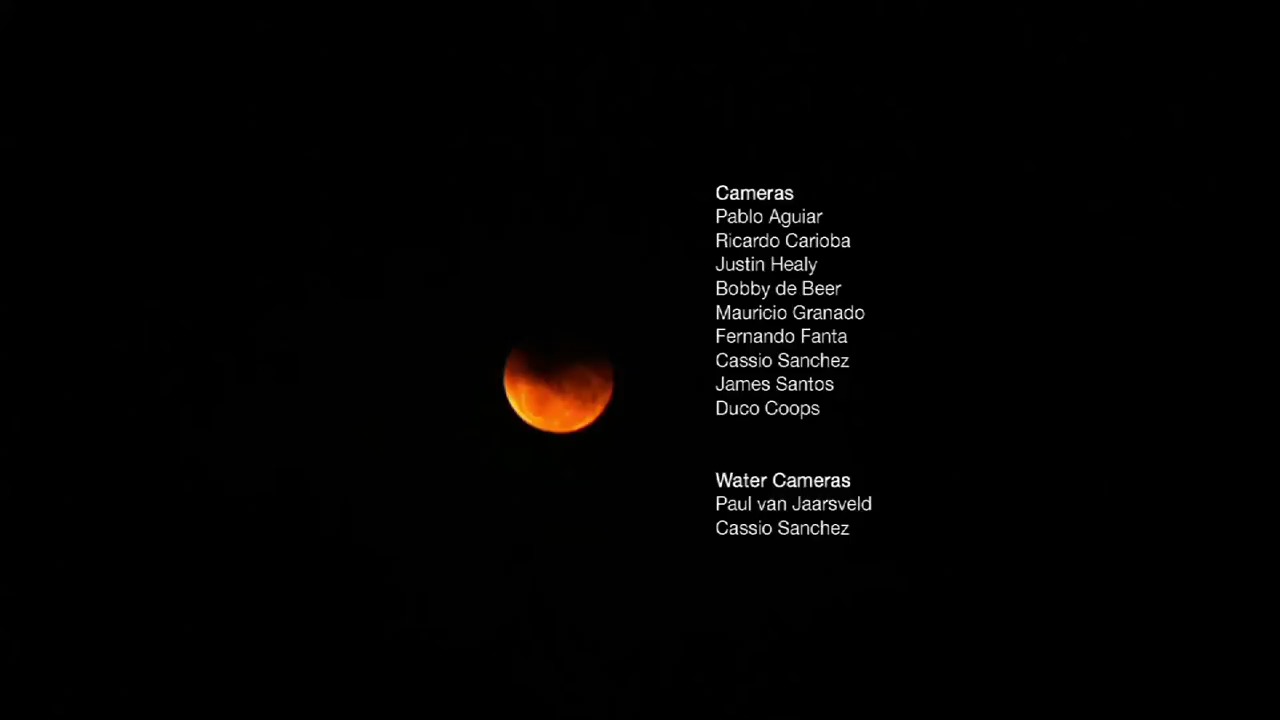 Cameras
Pablo Aguiar
Ricardo Carioba
Justin Healy
Bobby de Beer
Mauricio Granado
Fernando Fanta
Cassio Sanchez
James Santos
Duco Coops
Water Cameras
Paul van Jaarsveld
Cassio Sanchez